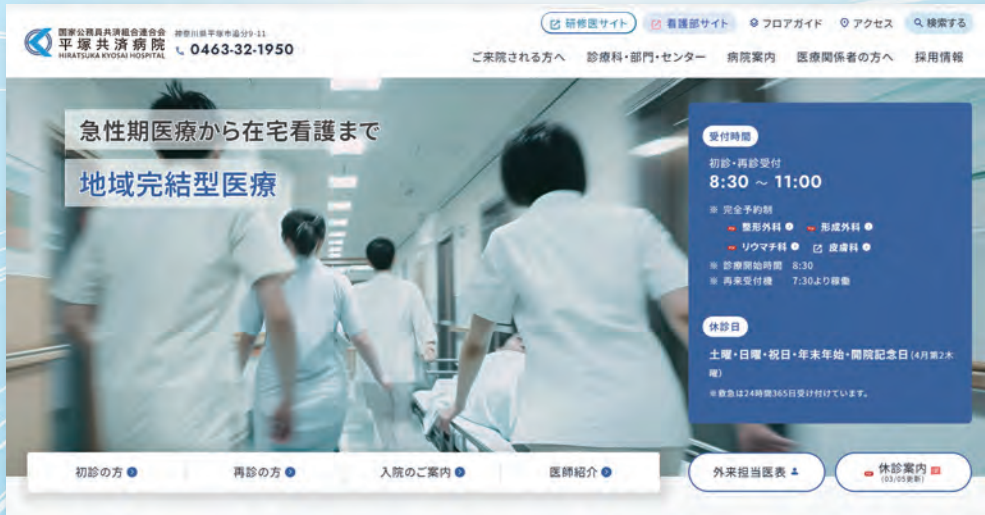 国家公務員共済組合連合会
平塚共済病院
HIRATSUKA KYOSAI HOSPITAL
神奈川県平塚市追分9-11
0463-32-1950
研修医サイト
看護部サイト
フロアガイド
アクセス
検索する
ご来院される方へ
診療科・部門・センター
病院案内
医療関係者の方へ
採用情報
急性期医療から在宅看護まで
地域完結型医療
受付時間
初診・再診受付
8:30 ～ 11:00
※ 完全予約制
整形外科 形成外科
リウマチ科 皮膚科
※ 診療開始時間 8:30
※ 再来受付機 7:30より稼働
休診日
土曜・日曜・祝日・年末年始・開院記念日(4月第2木
曜)
※救急は24時間365日受け付けています。
初診の方
再診の方
入院のご案内
医師紹介
外来担当医表
休診案内
(03/05更新)